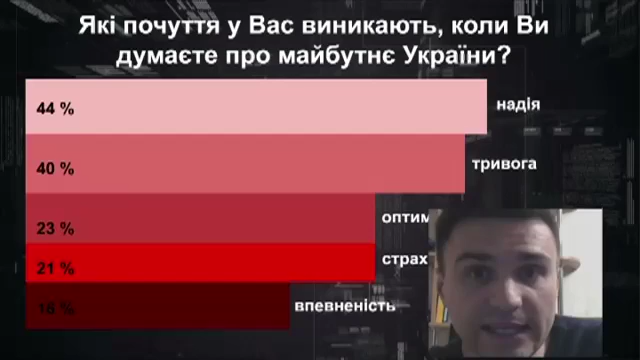 Які почуття у Вас виникають, коли Ви
думаєте про майбутнє України?
44 % надія
40 % тривога
23 %
21 % страх
впевненість